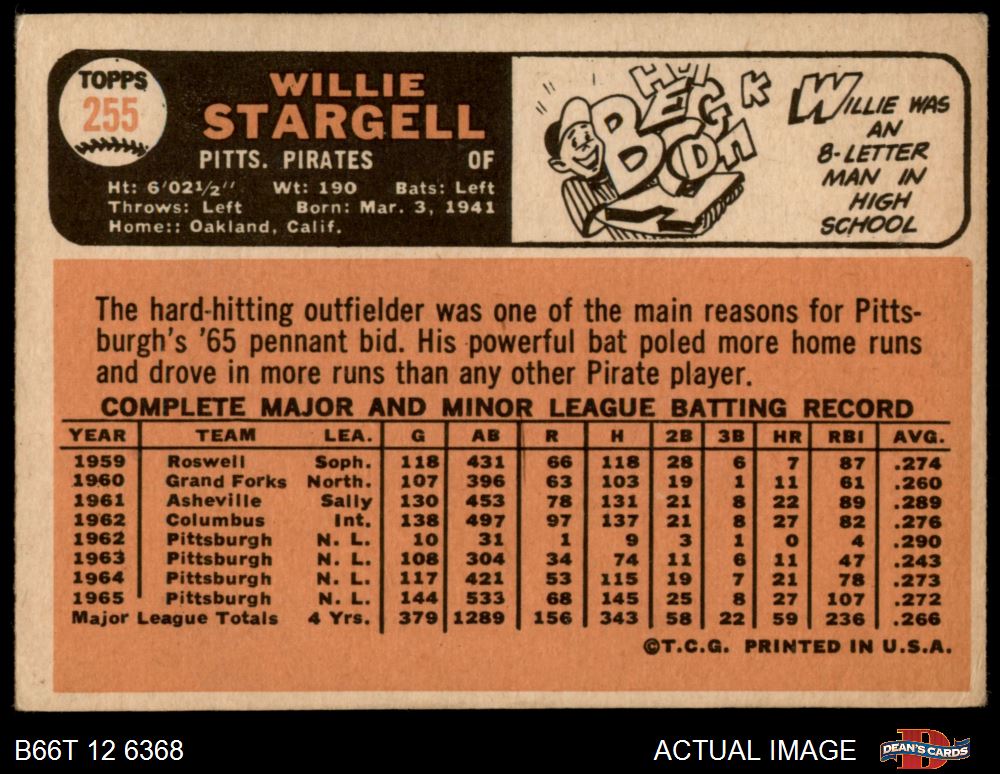 TOPPS
255
WILLIE
STARGELL
PITTS. PIRATES OF
Ht: 6'02½" Wt: 190 Bats: Left
Throws: Left Born: Mar. 3, 1941
Home:: Oakland, Calif.
WILLIE WAS
AN
8-LETTER
MAN IN
HIGH
SCHOOL
The hard-hitting outfielder was one of the main reasons for Pitts-
burgh's '65 pennant bid. His powerful bat poled more home runs
and drove in more runs than any other Pirate player.
COMPLETE MAJOR AND MINOR LEAGUE BATTING RECORD
YEAR TEAM LEA. G AB R H 2B 3B HR RBI AVG.
1959 Roswell Soph. 118 431 66 118 28 6 7 87 .274
1960 Grand Forks North. 107 396 63 103 19 1 11 61 .260
1961 Asheville Sally 130 453 78 131 21 8 22 89 .289
1962 Columbus Int. 138 497 97 137 21 8 27 82 .276
1962 Pittsburgh N. L. 10 31 1 9 3 1 0 4 .290
1963 Pittsburgh N. L. 108 304 34 74 11 6 11 47 .243
1964 Pittsburgh N. L. 117 421 53 115 19 7 21 78 .273
1965 Pittsburgh N. L. 144 533 68 145 25 8 27 107 .272
Major League Totals 4 Yrs. 379 1289 156 343 58 22 59 236 .266
©T.C.G. PRINTED IN U.S.A.
B66T 12 6368 ACTUAL IMAGE
DEAN'S CARDS